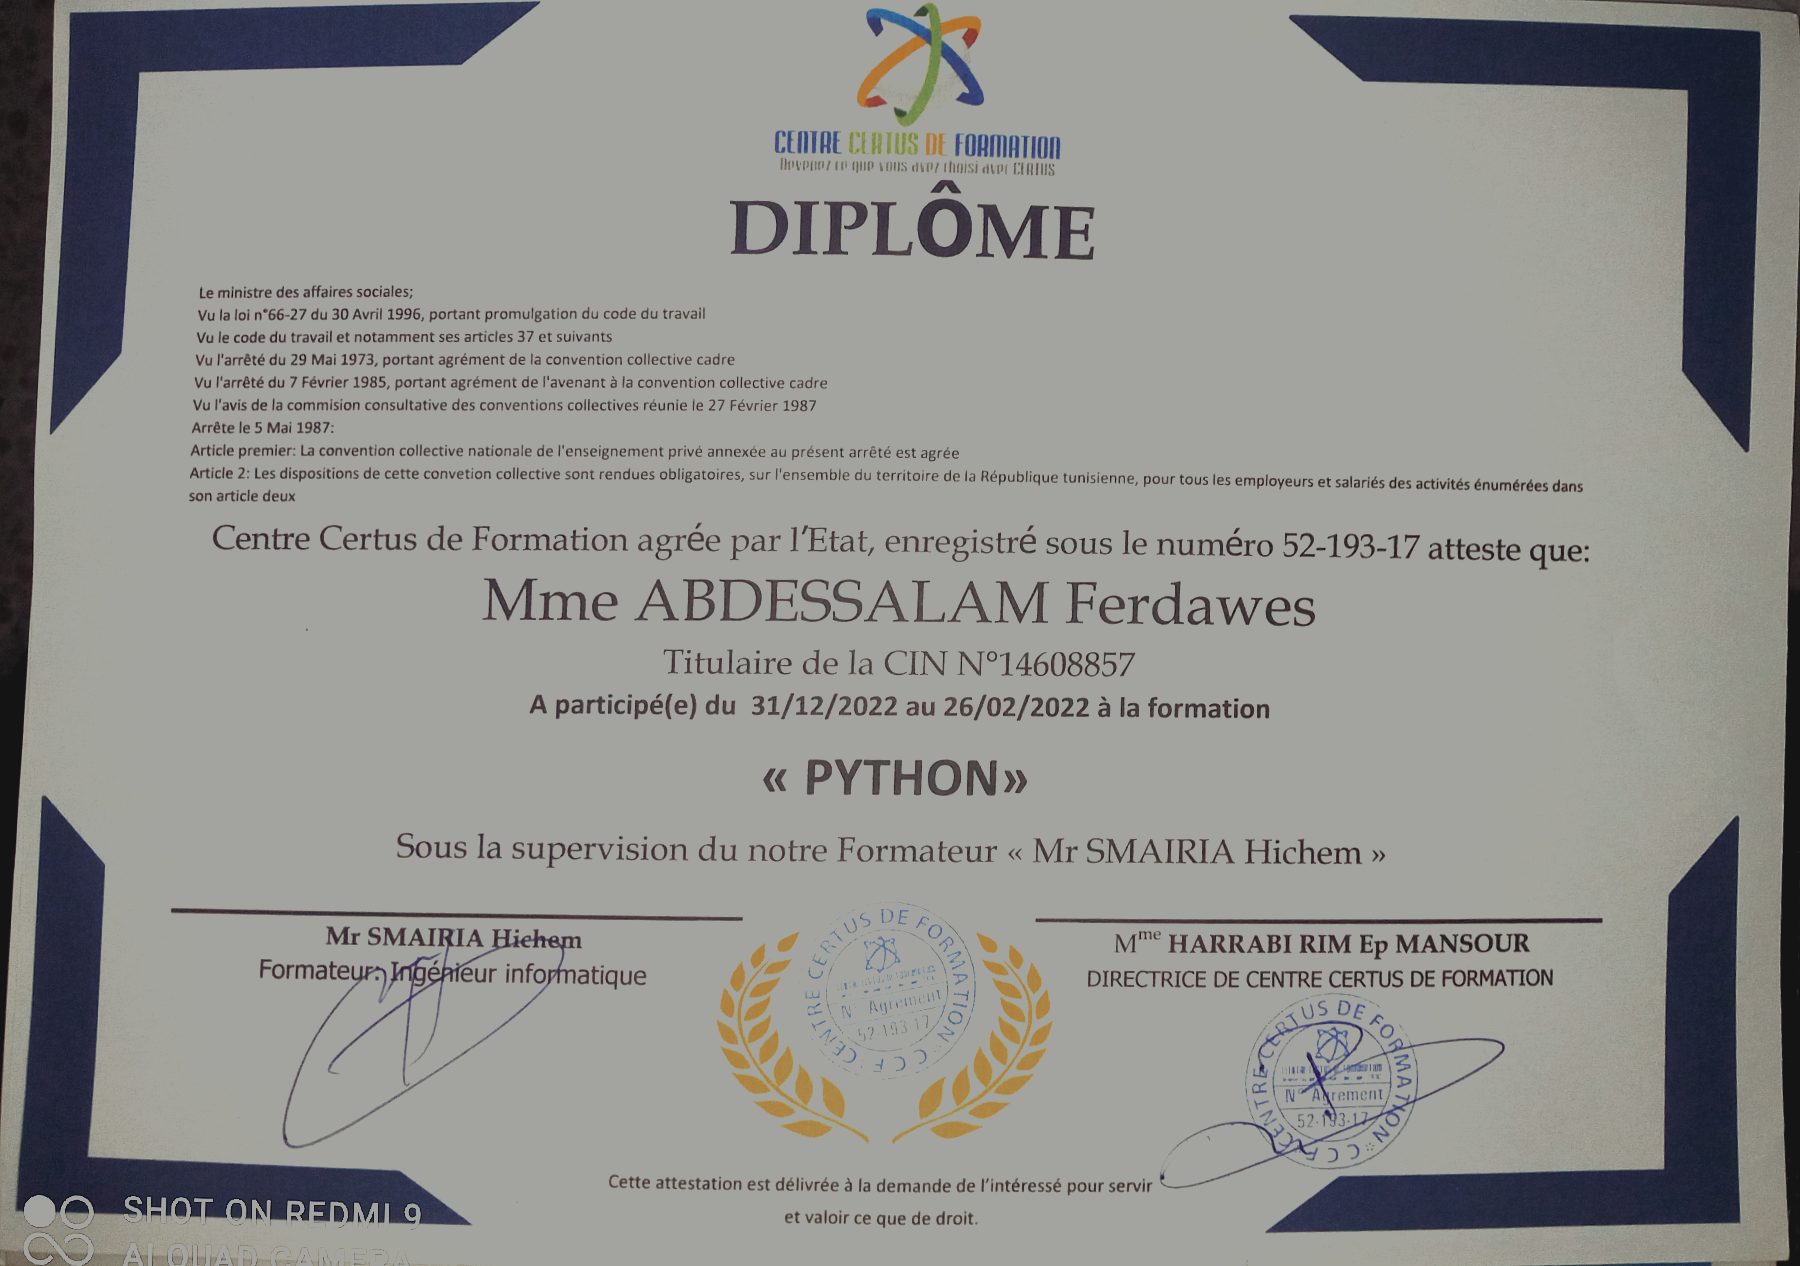 CENTRE CERTUS DE FORMATION
Devenez ce que vous avez choisi avec CERTUS
DIPLÔME
Le ministre des affaires sociales;
Vu la loi n°66-27 du 30 Avril 1996, portant promulgation du code du travail
Vu le code du travail et notamment ses articles 37 et suivants
Vu l'arrêté du 29 Mai 1973, portant agrément de la convention collective cadre
Vu l'arrêté du 7 Février 1985, portant agrément de l'avenant à la convention collective cadre
Vu l'avis de la commision consultative des conventions collectives réunie le 27 Février 1987
Arrête le 5 Mai 1987:
Article premier: La convention collective nationale de l'enseignement privé annexée au présent arrêté est agrée
Article 2: Les dispositions de cette convetion collective sont rendues obligatoires, sur l'ensemble du territoire de la République tunisienne, pour tous les employeurs et salariés des activités énumérées dans
son article deux
Centre Certus de Formation agrée par l'Etat, enregistré sous le numéro 52-193-17 atteste que:
Mme ABDESSALAM Ferdawes
Titulaire de la CIN N°14608857
A participé(e) du 31/12/2022 au 26/02/2022 à la formation
« PYTHON»
Sous la supervision du notre Formateur « Mr SMAIRIA Hichem »
Mr SMAIRIA Hichem
Formateur: Ingénieur informatique
CENTRE CERTUS DE FORMATION
C C F
N° Agrement
52-193-17
Mme HARRABI RIM Ep MANSOUR
DIRECTRICE DE CENTRE CERTUS DE FORMATION
CENTRE CERTUS DE FORMATION
C C F
N° Agrement
52-193-17
Cette attestation est délivrée à la demande de l'intéressé pour servir
et valoir ce que de droit.
SHOT ON REDMI 9
AI QUAD CAMERA